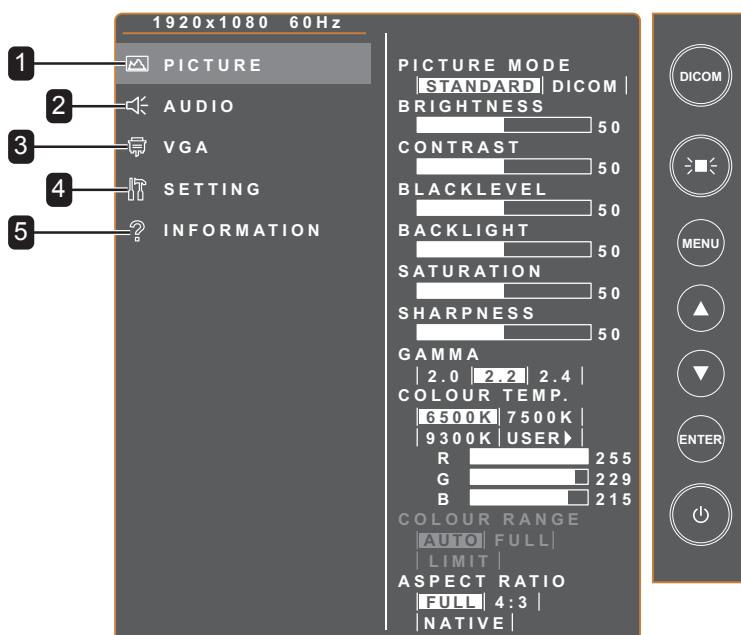 1920x1080 60Hz
1 PICTURE
2 AUDIO
3 VGA
4 SETTING
5 INFORMATION
PICTURE MODE
STANDARD DICOM
BRIGHTNESS
50
CONTRAST
50
BLACKLEVEL
50
BACKLIGHT
50
SATURATION
50
SHARPNESS
50
GAMMA
2.0 2.2 2.4
COLOUR TEMP.
6500K 7500K
9300K USER
R 255
G 229
B 215
COLOUR RANGE
AUTO FULL
LIMIT
ASPECT RATIO
FULL 4:3
NATIVE
DICOM
MENU
ENTER